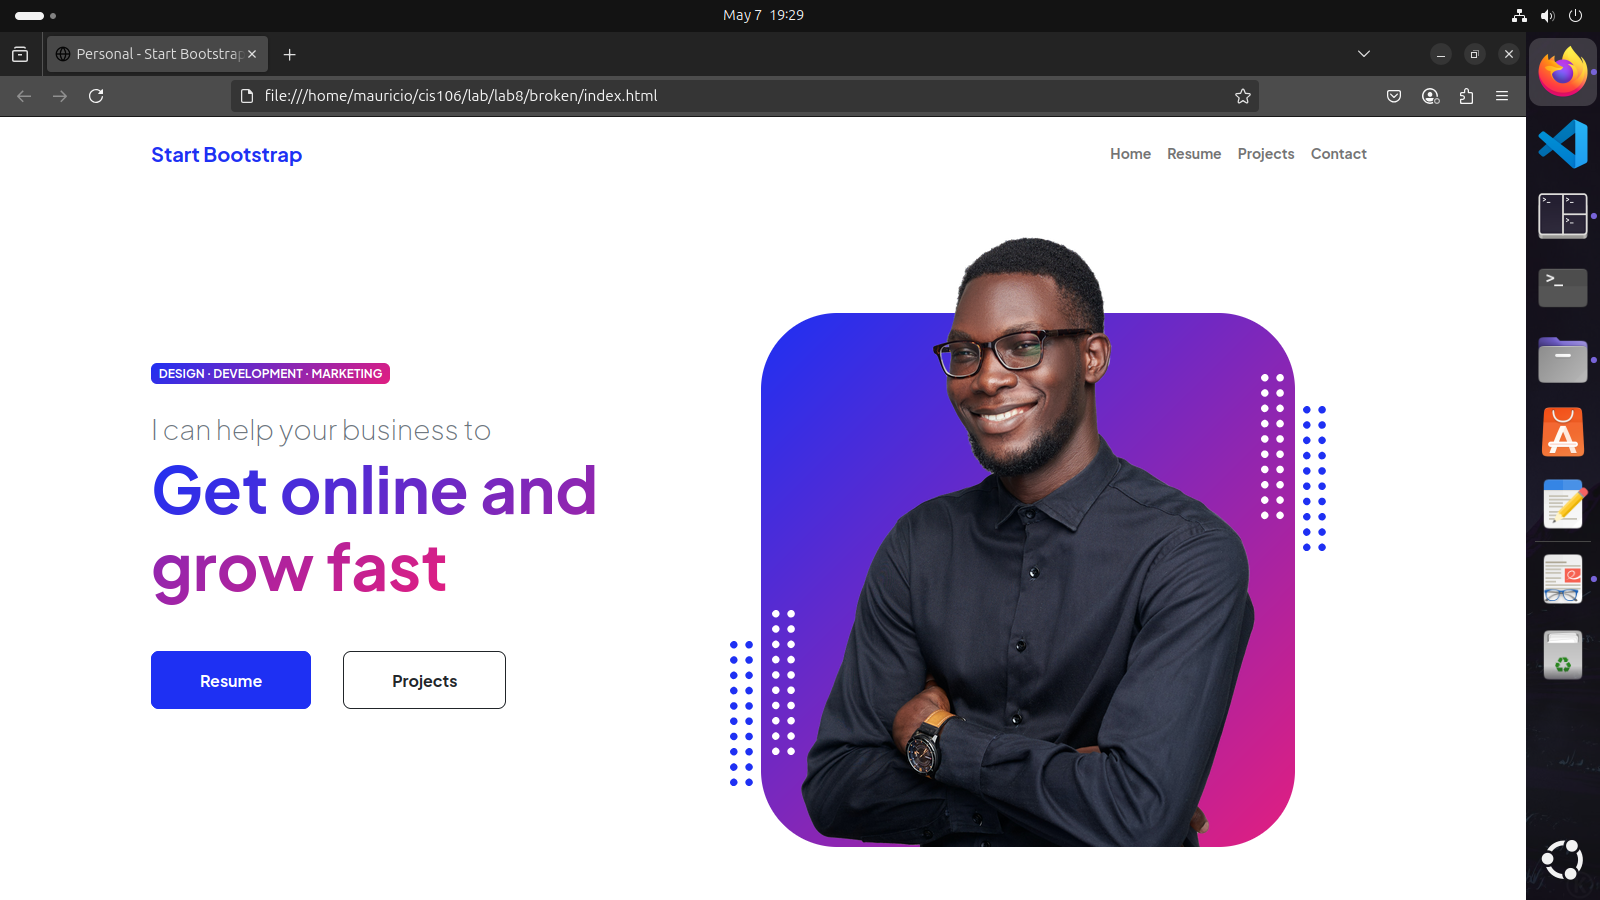 May 7 19:29
Personal - Start Bootstrap
file:///home/mauricio/cis106/lab/lab8/broken/index.html
Start Bootstrap
Home Resume Projects Contact
DESIGN · DEVELOPMENT · MARKETING
I can help your business to
Get online and
grow fast
Resume Projects